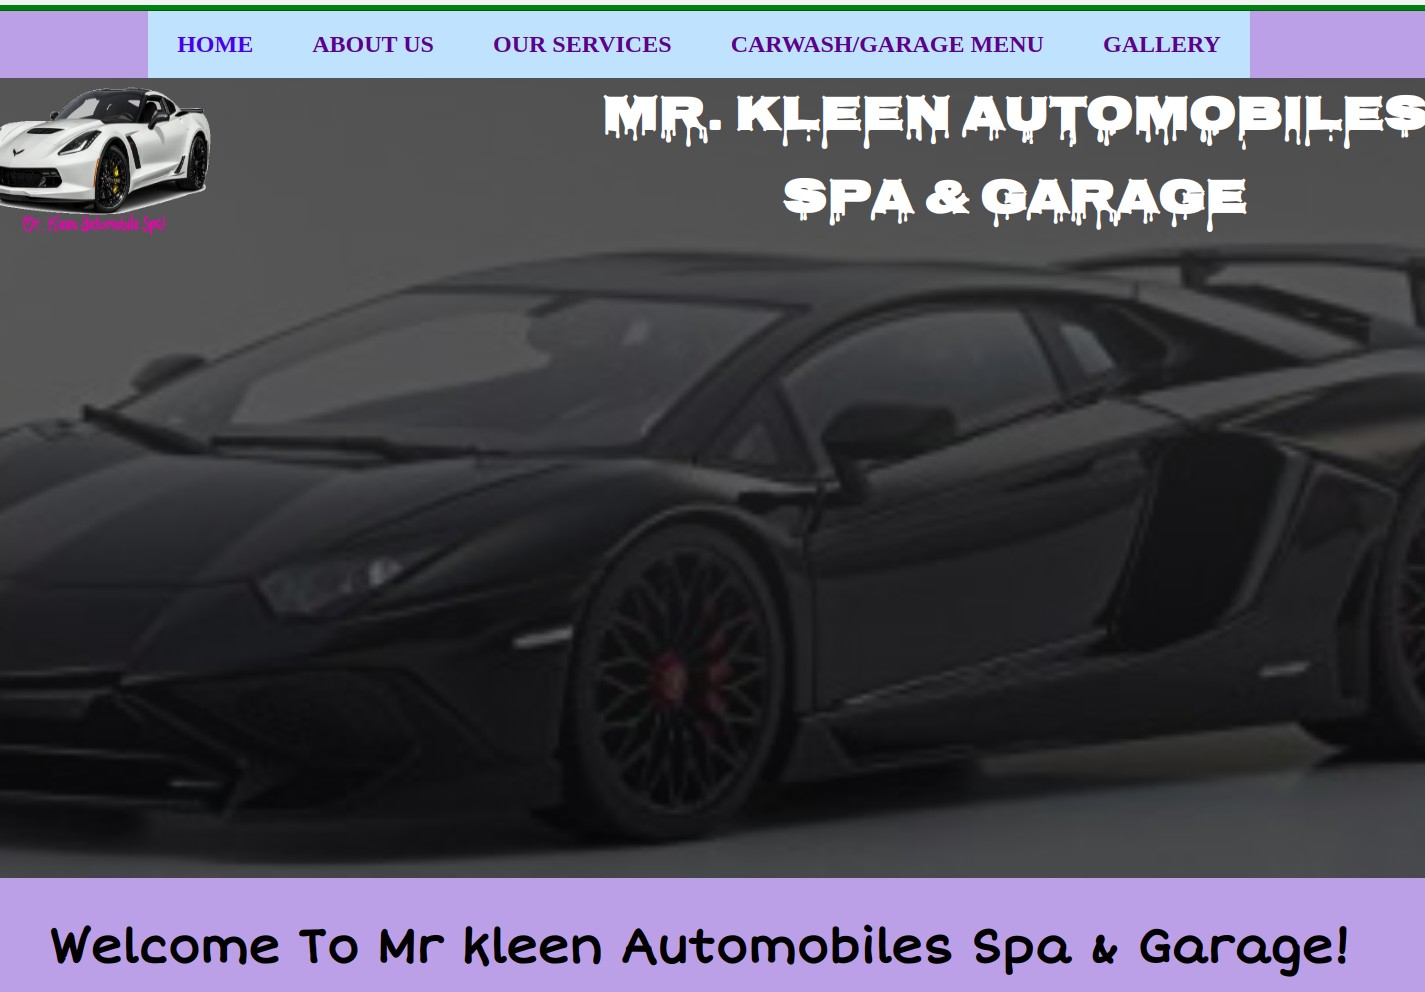 HOME ABOUT US OUR SERVICES CARWASH/GARAGE MENU GALLERY
MR. KLEEN AUTOMOBILES
SPA & GARAGE
Mr. Kleen Automobile Spa!
Welcome To Mr kleen Automobiles Spa & Garage!